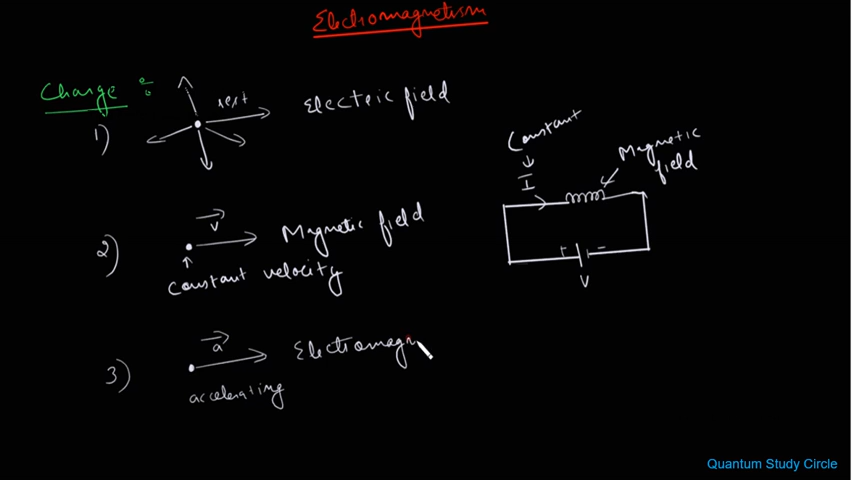 Electromagnetism
Charge :
1)
rest
Electric field
Constant
I
Magnetic
field
+ -
V
2)
v
Magnetic field
Constant velocity
3)
a
Electromagn
accelerating
Quantum Study Circle